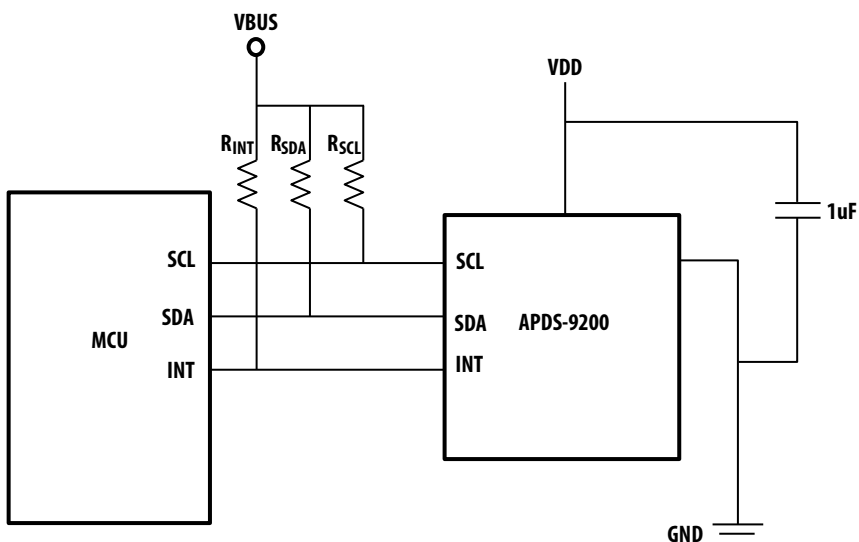 VBUS
VDD
RINT RSDA RSCL
1uF
SCL SCL
SDA SDA
MCU APDS-9200
INT INT
GND